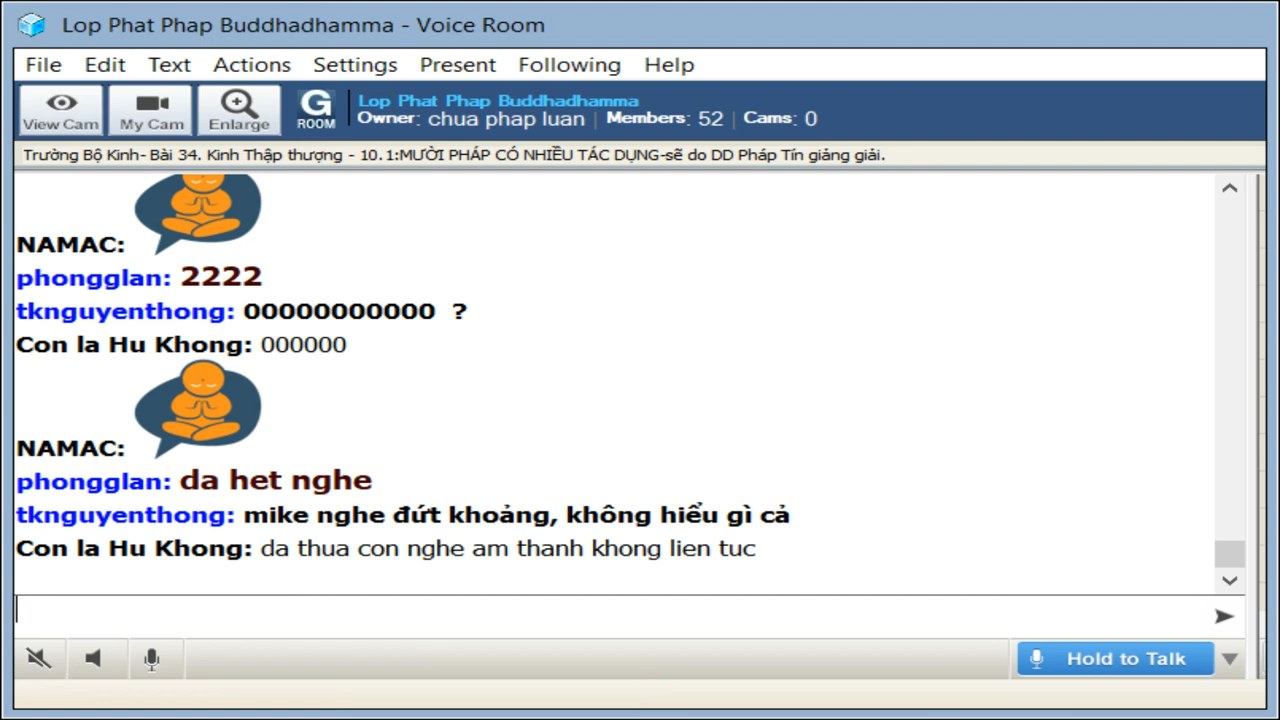 Lop Phat Phap Buddhadhamma - Voice Room
File Edit Text Actions Settings Present Following Help
View Cam My Cam Enlarge G ROOM
Lop Phat Phap Buddhadhamma
Owner: chua phap luan | Members: 52 | Cams: 0
Trường Bộ Kinh- Bài 34. Kinh Thập thượng - 10.1:MƯỜI PHÁP CÓ NHIỀU TÁC DỤNG-sẽ do DD Pháp Tín giảng giải.
NAMAC:
phongglan: 2222
tknguyenthong: 00000000000 ?
Con la Hu Khong: 000000
NAMAC:
phongglan: da het nghe
tknguyenthong: mike nghe đứt khoảng, không hiểu gì cả
Con la Hu Khong: da thua con nghe am thanh khong lien tuc
Hold to Talk